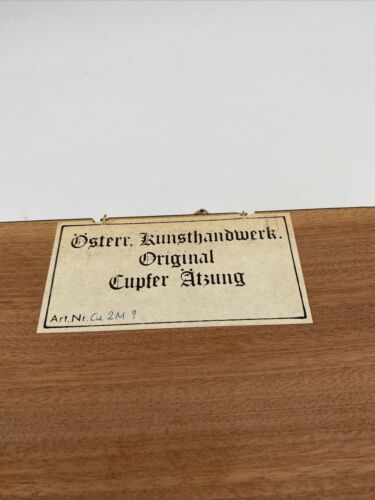 Österr. Kunsthandwerk.
Original
Cupfer Ätzung
Art.Nr. Cu 2M 9